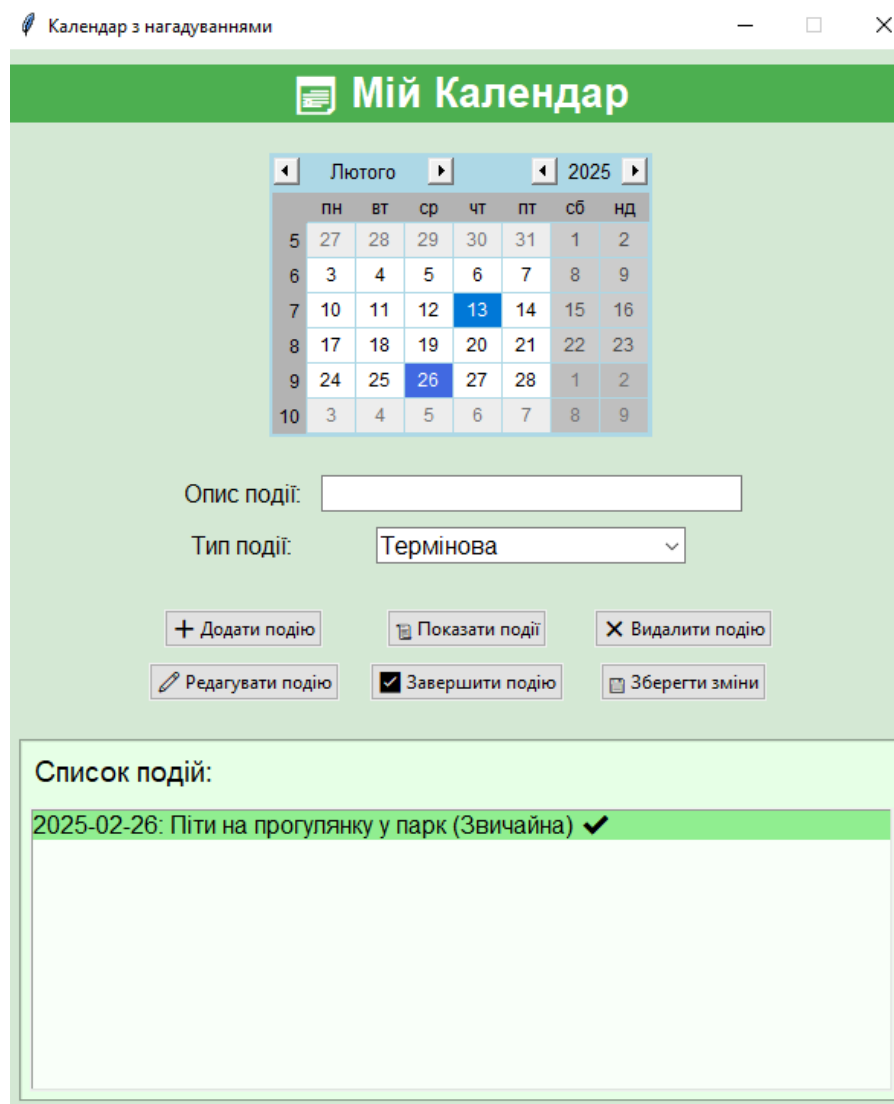 Календар з нагадуваннями
Мій Календар
Лютого 2025
пн вт ср чт пт сб нд
5 27 28 29 30 31 1 2
6 3 4 5 6 7 8 9
7 10 11 12 13 14 15 16
8 17 18 19 20 21 22 23
9 24 25 26 27 28 1 2
10 3 4 5 6 7 8 9
Опис події:
Тип події: Термінова
Додати подію Показати події Видалити подію
Редагувати подію Завершити подію Зберегти зміни
Список подій:
2025-02-26: Піти на прогулянку у парк (Звичайна) ✔